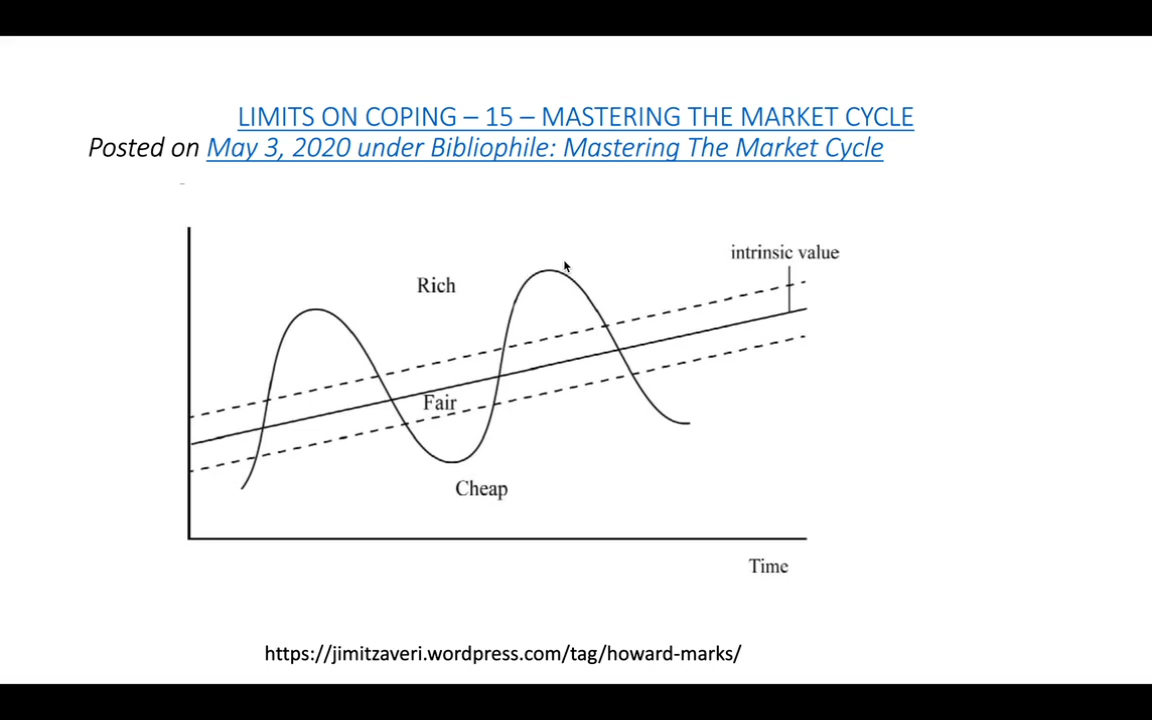 LIMITS ON COPING – 15 – MASTERING THE MARKET CYCLE
Posted on May 3, 2020 under Bibliophile: Mastering The Market Cycle
intrinsic value
Rich
Fair
Cheap
Time
https://jimitzaveri.wordpress.com/tag/howard-marks/